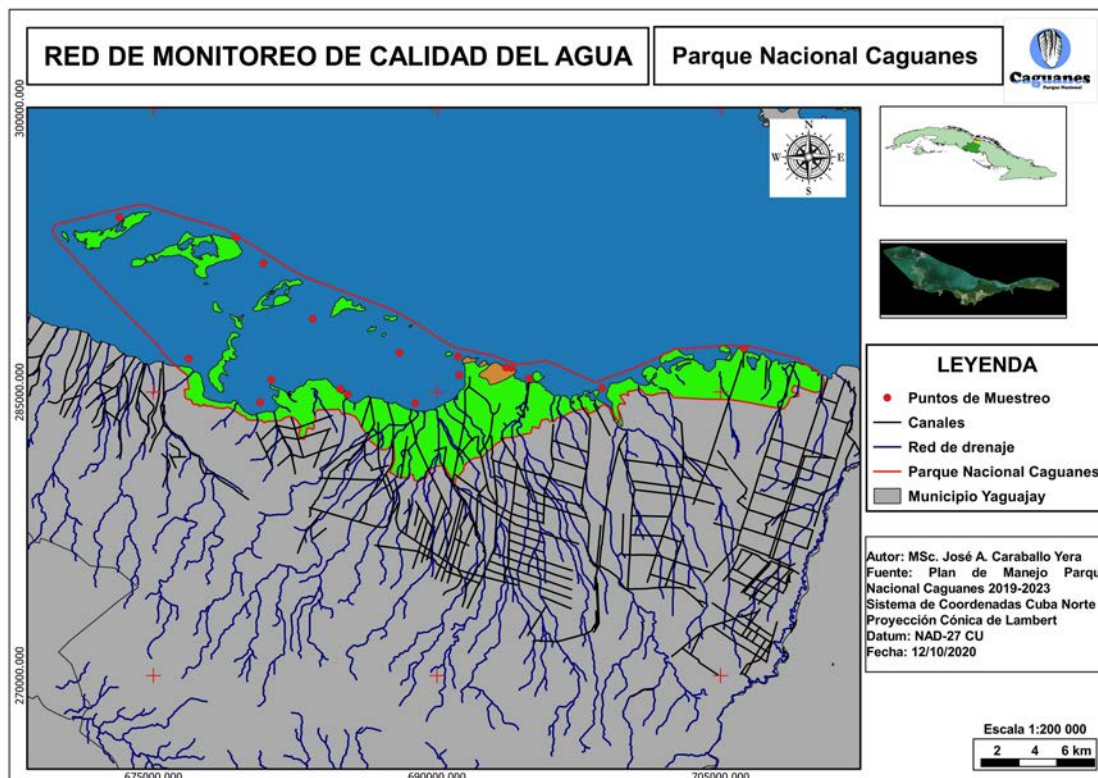 RED DE MONITOREO DE CALIDAD DEL AGUA
Parque Nacional Caguanes
Caguanes
Parque Nacional
300000.000
285000.000
270000.000
N
W E
S
675000.000
690000.000
705000.000
LEYENDA
Puntos de Muestreo
Canales
Red de drenaje
Parque Nacional Caguanes
Municipio Yaguajay
Autor: MSc. José A. Caraballo Yera
Fuente: Plan de Manejo Parqu
Nacional Caguanes 2019-2023
Sistema de Coordenadas Cuba Norte
Proyección Cónica de Lambert
Datum: NAD-27 CU
Fecha: 12/10/2020
Escala 1:200 000
2 4 6 km